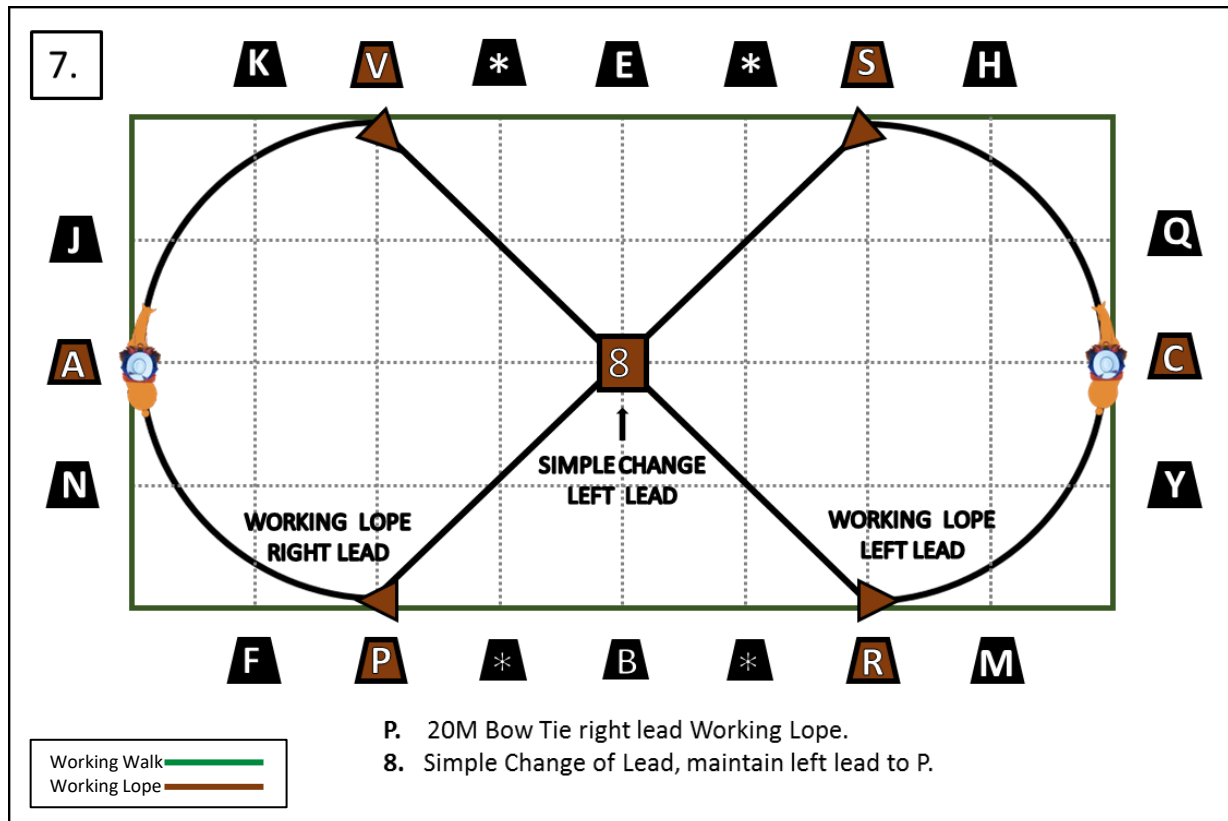 7.
K V * E * S H
J Q
A 8 C
SIMPLE CHANGE
LEFT LEAD
N Y
WORKING LOPE
RIGHT LEAD
WORKING LOPE
LEFT LEAD
F P * B * R M
P. 20M Bow Tie right lead Working Lope.
8. Simple Change of Lead, maintain left lead to P.
Working Walk
Working Lope